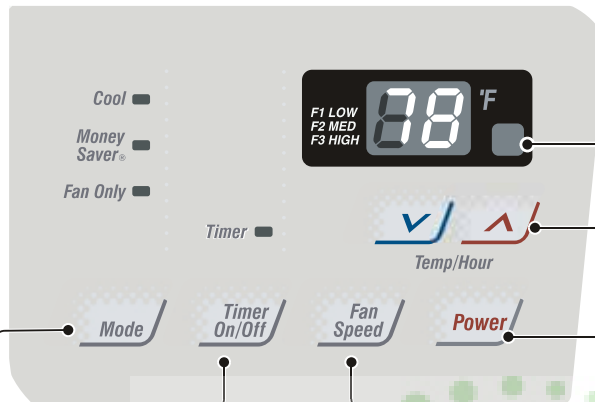 Cool
Money
Saver®
Fan Only
Timer
F1 LOW
F2 MED
F3 HIGH
78 °F
Temp/Hour
Mode
Timer
On/Off
Fan
Speed
Power